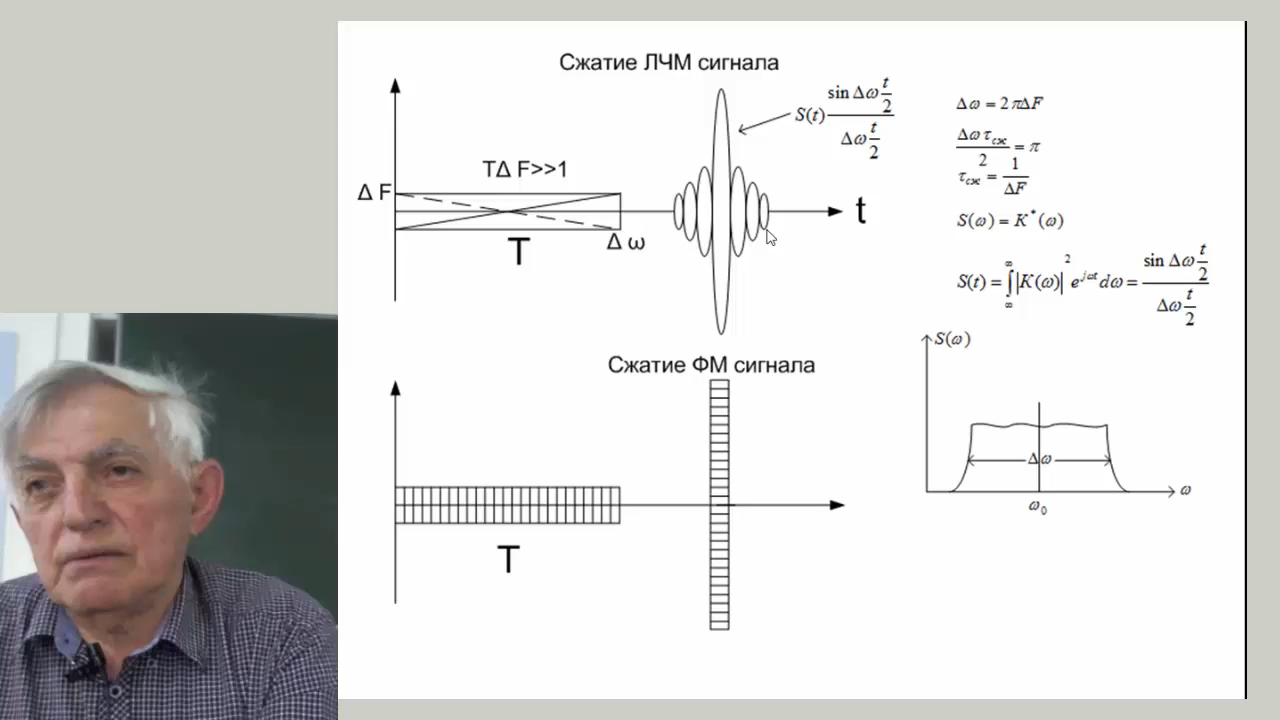 Сжатие ЛЧМ сигнала
S(t) sin Δω t/2 / Δω t/2
TΔ F>>1
Δ F
T
Δ ω
t
Δω = 2πΔF
Δω τсж / 2 = π
τсж = 1 / ΔF
S(ω) = K*(ω)
S(t) = ∫ ∞ ∞ |K(ω)|² e^jωt dω = sin Δω t/2 / Δω t/2
S(ω)
Δω
ω
ω0
Сжатие ФМ сигнала
T